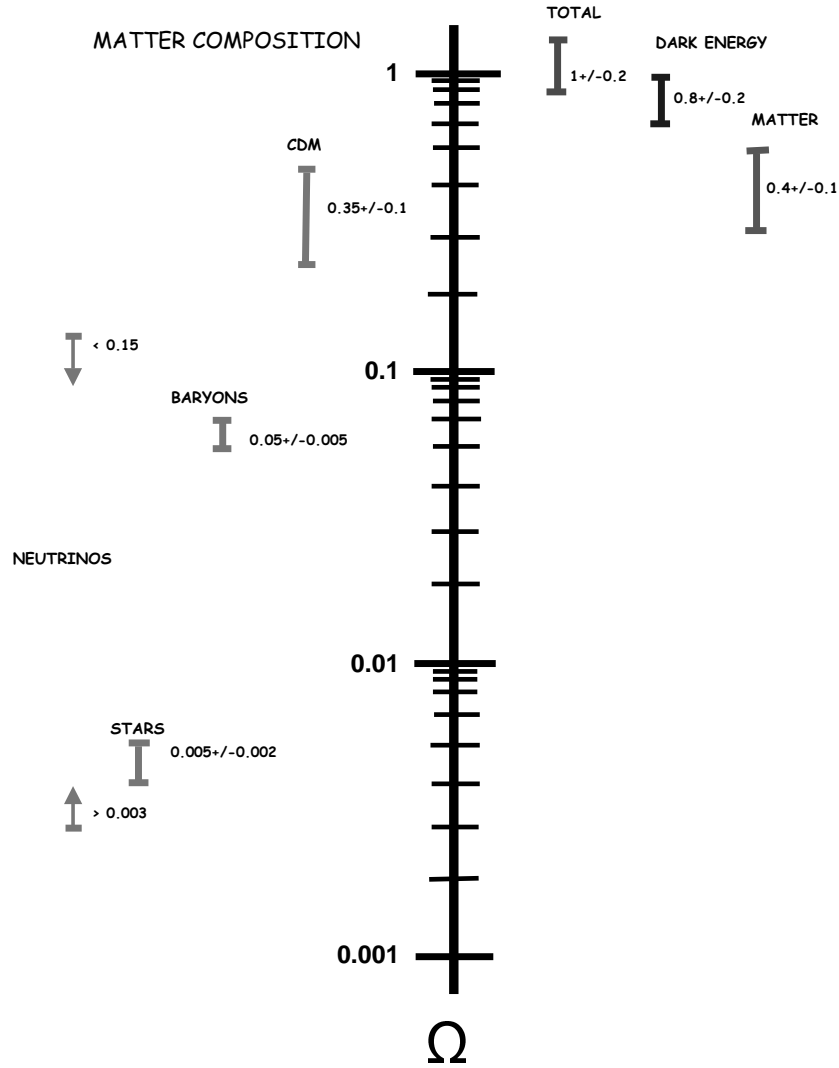 TOTAL
MATTER COMPOSITION
DARK ENERGY
1
1+/-0.2
0.8+/-0.2
MATTER
CDM
0.4+/-0.1
0.35+/-0.1
< 0.15
0.1
BARYONS
0.05+/-0.005
NEUTRINOS
0.01
STARS
0.005+/-0.002
> 0.003
0.001
Ω